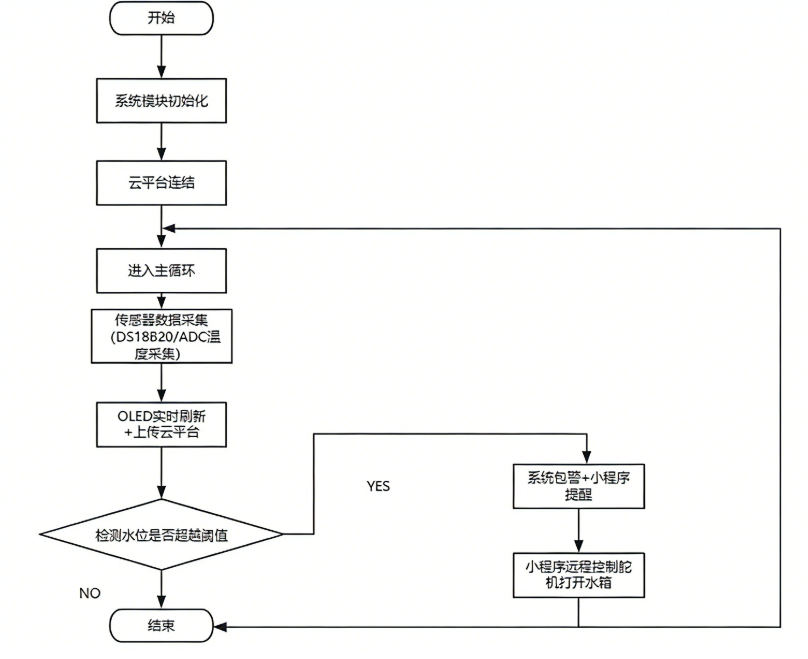 开始
系统模块初始化
云平台连结
进入主循环
传感器数据采集
(DS18B20/ADC温
度采集)
OLED实时刷新
+上传云平台
YES
系统包警+小程序
提醒
检测水位是否超越阈值
小程序远程控制舵
机打开水箱
NO
结束